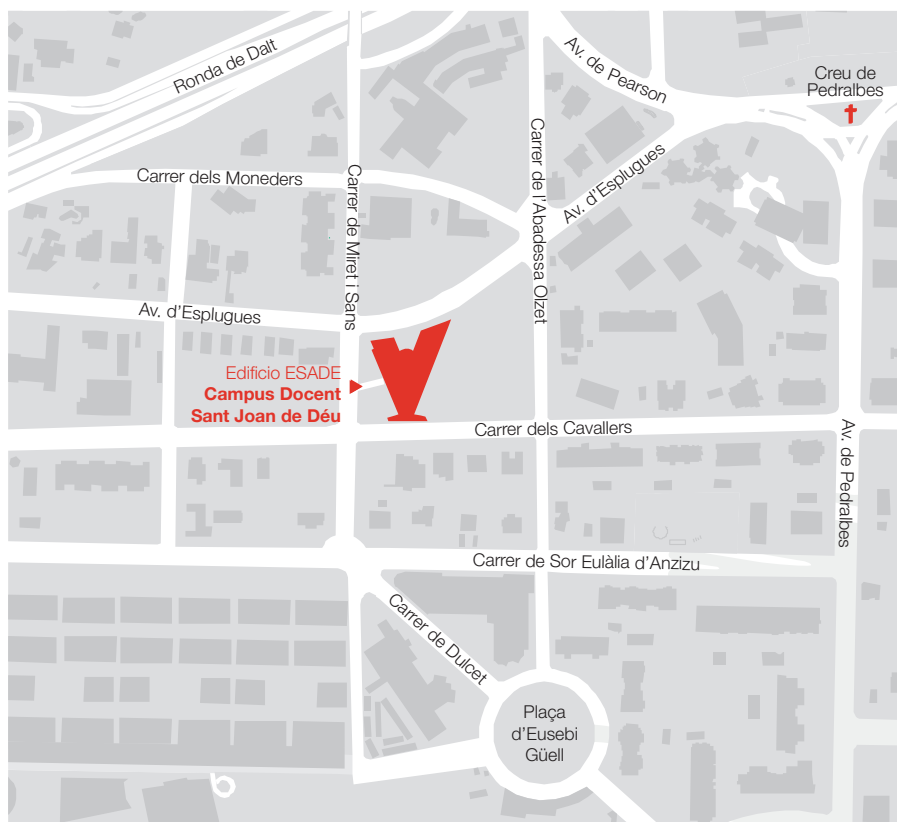 Ronda de Dalt
Av. de Pearson
Creu de
Pedralbes
Carrer dels Moneders
Carrer de Miret i Sans
Carrer de l'Abadessa Olzet
Av. d'Esplugues
Av. d'Esplugues
Edificio ESADE
Campus Docent
Sant Joan de Déu
Carrer dels Cavallers
Av. de Pedralbes
Carrer de Sor Eulàlia d'Anzizu
Carrer de Dulcet
Plaça
d'Eusebi
Güell